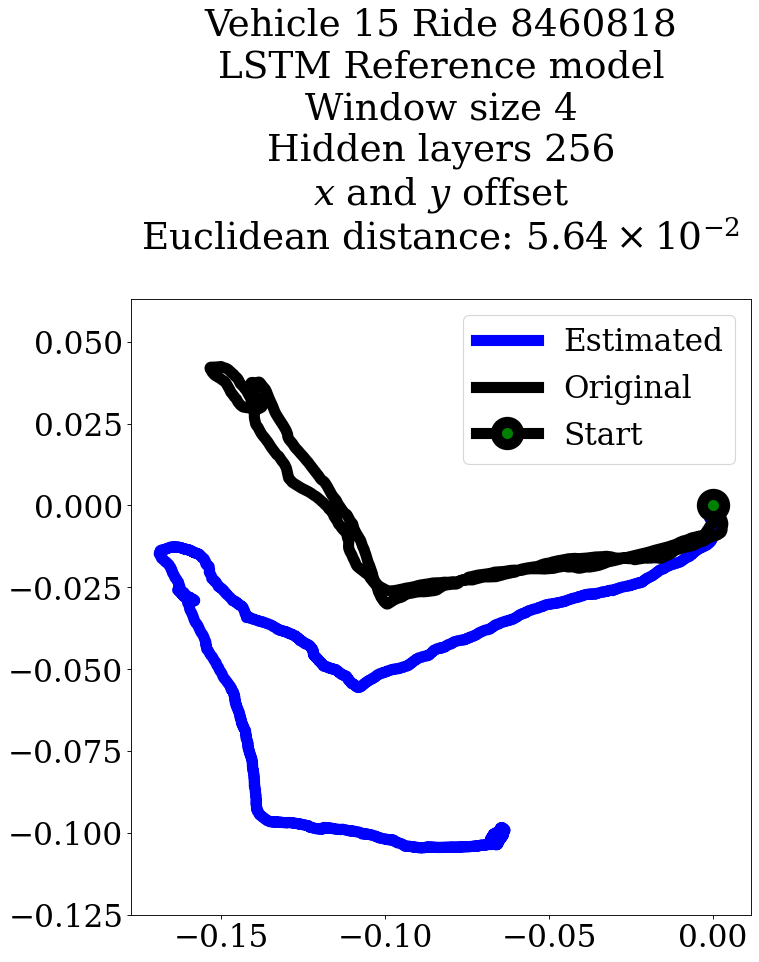 Vehicle 15 Ride 8460818
LSTM Reference model
Window size 4
Hidden layers 256
x and y offset
Euclidean distance: 5.64 × 10⁻²
Estimated
Original
Start
0.050
0.025
0.000
−0.025
−0.050
−0.075
−0.100
−0.125
−0.15 −0.10 −0.05 0.00